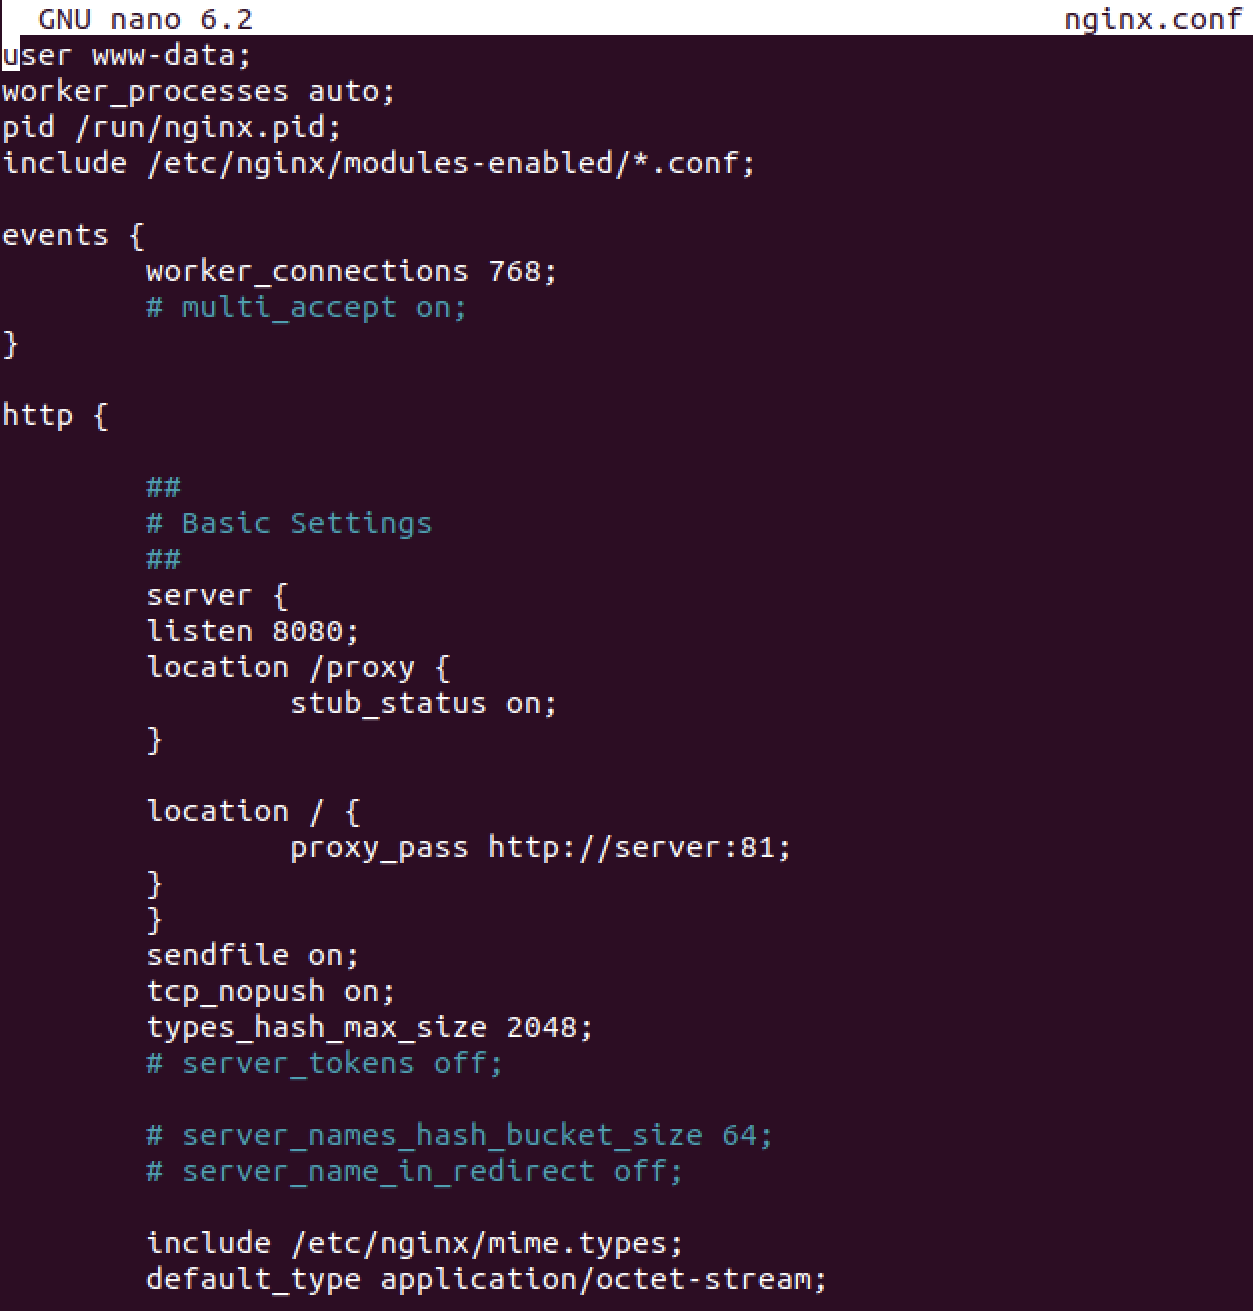 GNU nano 6.2 nginx.conf
user www-data;
worker_processes auto;
pid /run/nginx.pid;
include /etc/nginx/modules-enabled/*.conf;

events {
        worker_connections 768;
        # multi_accept on;
}

http {

        ##
        # Basic Settings
        ##
        server {
        listen 8080;
        location /proxy {
                stub_status on;
        }

        location / {
                proxy_pass http://server:81;
        }
        }
        sendfile on;
        tcp_nopush on;
        types_hash_max_size 2048;
        # server_tokens off;

        # server_names_hash_bucket_size 64;
        # server_name_in_redirect off;

        include /etc/nginx/mime.types;
        default_type application/octet-stream;